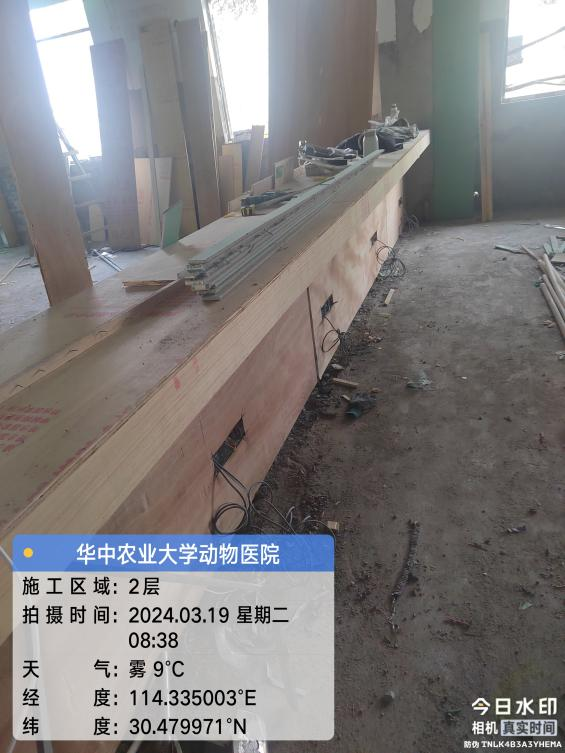 华中农业大学动物医院
施工区域：2层
拍摄时间：2024.03.19 星期二
08:38
天气：雾 9°C
经度：114.335003°E
纬度：30.479971°N
今日水印
相机 真实时间
防伪 TNLK4B3A3YHEMA